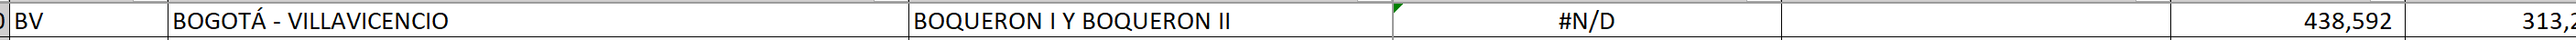 BV BOGOTÁ - VILLAVICENCIO BOQUERON I Y BOQUERON II #N/D 438,592